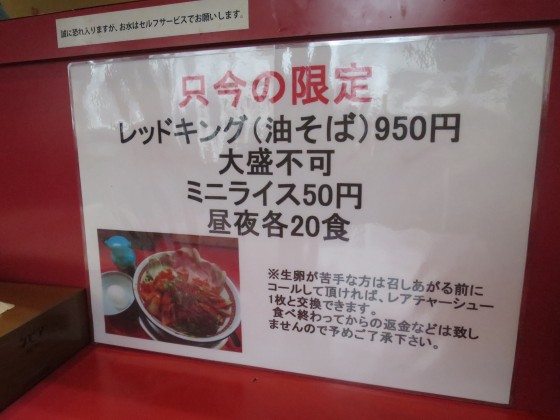 誠に恐れ入りますが、お水はセルフサービスでお願いします。
只今の限定
レッドキング(油そば)950円
大盛不可
ミニライス50円
昼夜各20食
※生卵が苦手な方は召しあがる前に
コールして頂ければ、レアチャーシュー
1枚と交換できます。
食べ終わってからの返金などは致し
ませんので予めご了承下さい。